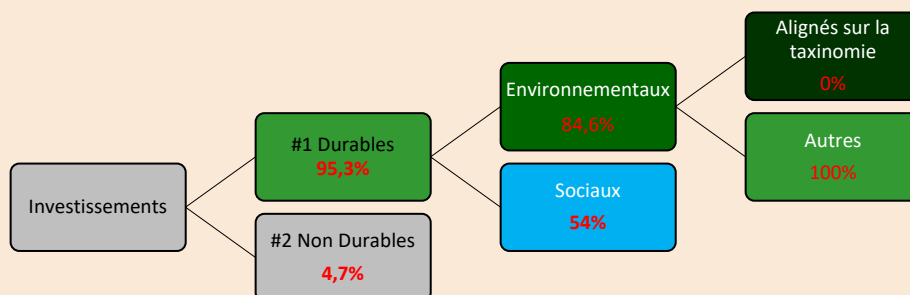 Investissements
#1 Durables
95,3%
#2 Non Durables
4,7%
Environnementaux
84,6%
Sociaux
54%
Alignés sur la
taxinomie
0%
Autres
100%